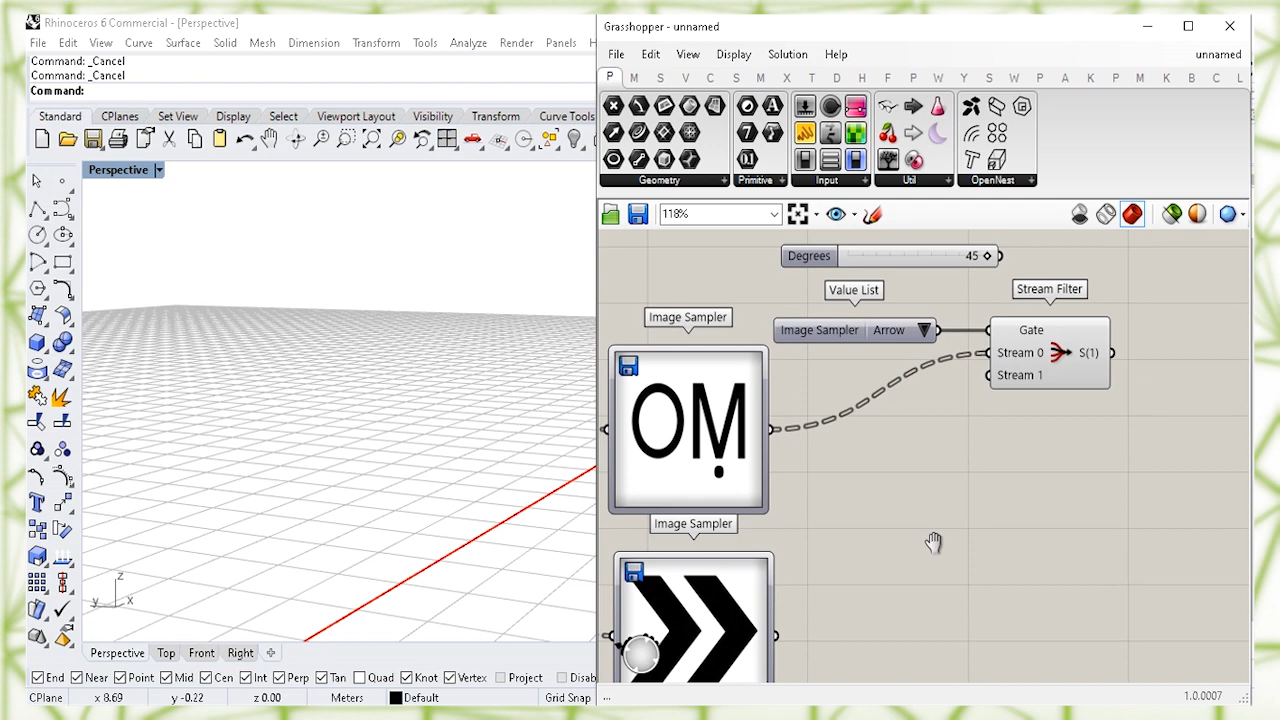 Rhinoceros 6 Commercial - [Perspective]
File Edit View Curve Surface Solid Mesh Dimension Transform Tools Analyze Render Panels H
Command: _Cancel
Command: _Cancel
Command:
Standard CPlanes Set View Display Select Viewport Layout Visibility Transform Curve Tools
Perspective
z
y x
Perspective Top Front Right
End Near Point Mid Cen Int Perp Tan Quad Knot Vertex Project Disab
CPlane x 8.69 y -0.22 z 0.00 Meters Default Grid Snap
Grasshopper - unnamed
File Edit View Display Solution Help unnamed
P M S V C S M X T D H F P W Y S W P A K P M K B C L
Geometry Primitive Input Util OpenNest
118%
Degrees 45
Value List Stream Filter
Image Sampler
Image Sampler Arrow
Gate
Stream 0 S(1)
Stream 1
OM
Image Sampler
... 1.0.0007